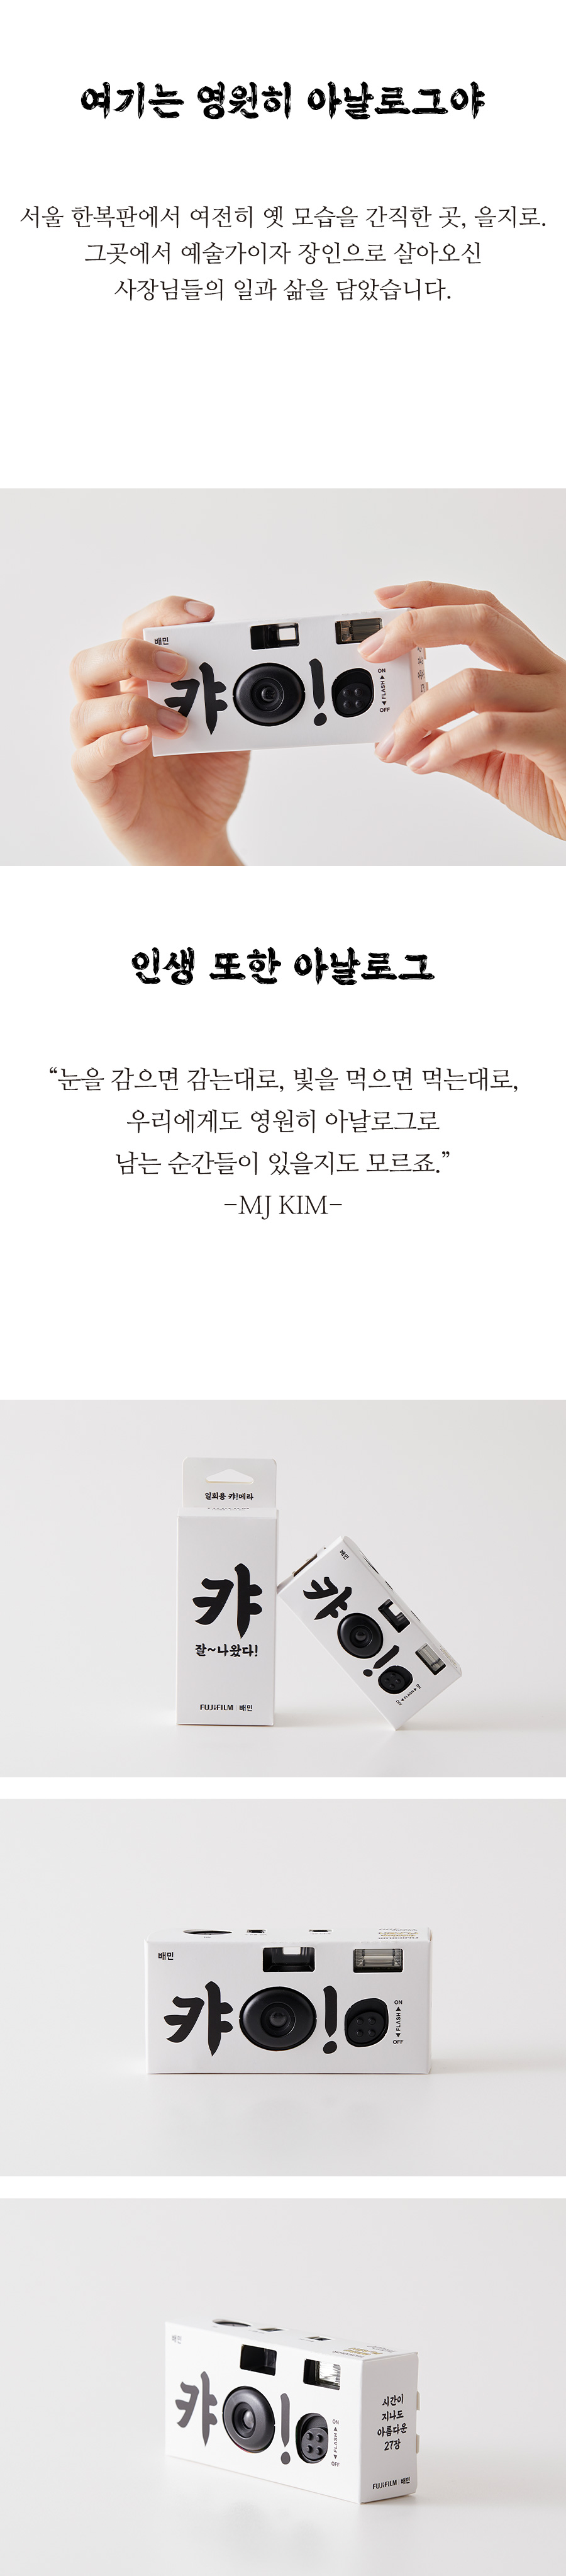 여기는 영원히 아날로그야
서울 한복판에서 여전히 옛 모습을 간직한 곳, 을지로.
그곳에서 예술가이자 장인으로 살아오신
사장님들의 일과 삶을 담았습니다.
배민
캬!
ON
FLASH
OFF
인생 또한 아날로그
“눈을 감으면 감는대로, 빛을 먹으면 먹는대로,
우리에게도 영원히 아날로그로
남는 순간들이 있을지도 모르죠.”
–MJ KIM–
일회용 캬!메라
캬
잘~나왔다!
FUJIFILM 배민
배민
캬!
FLASH
배민
캬!
ON
FLASH
OFF
배민
캬!
ON
FLASH
OFF
시간이
지나도
아름다운
27장
FUJIFILM 배민